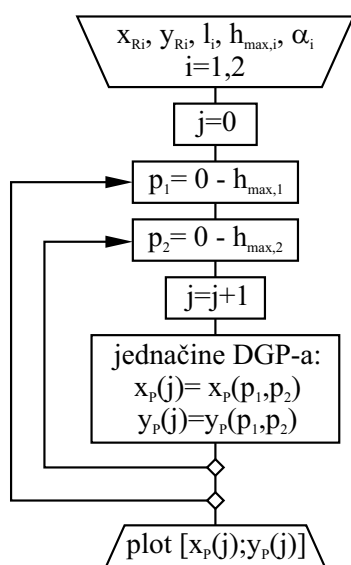 x_Ri, y_Ri, l_i, h_max,i, α_i
i=1,2
j=0
p_1= 0 - h_max,1
p_2= 0 - h_max,2
j=j+1
jednačine DGP-a:
x_P(j)= x_P(p_1,p_2)
y_P(j)=y_P(p_1,p_2)
plot [x_P(j);y_P(j)]